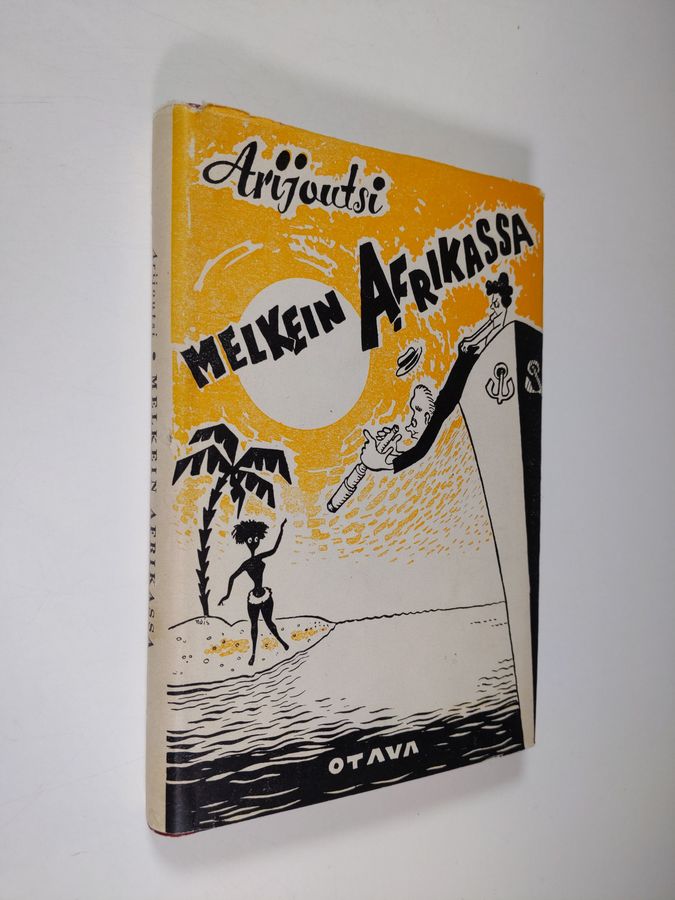 Arijoutsi
MELKEIN AFRIKASSA
OTAVA
Arijoutsi • MELKEIN AFRIKASSA